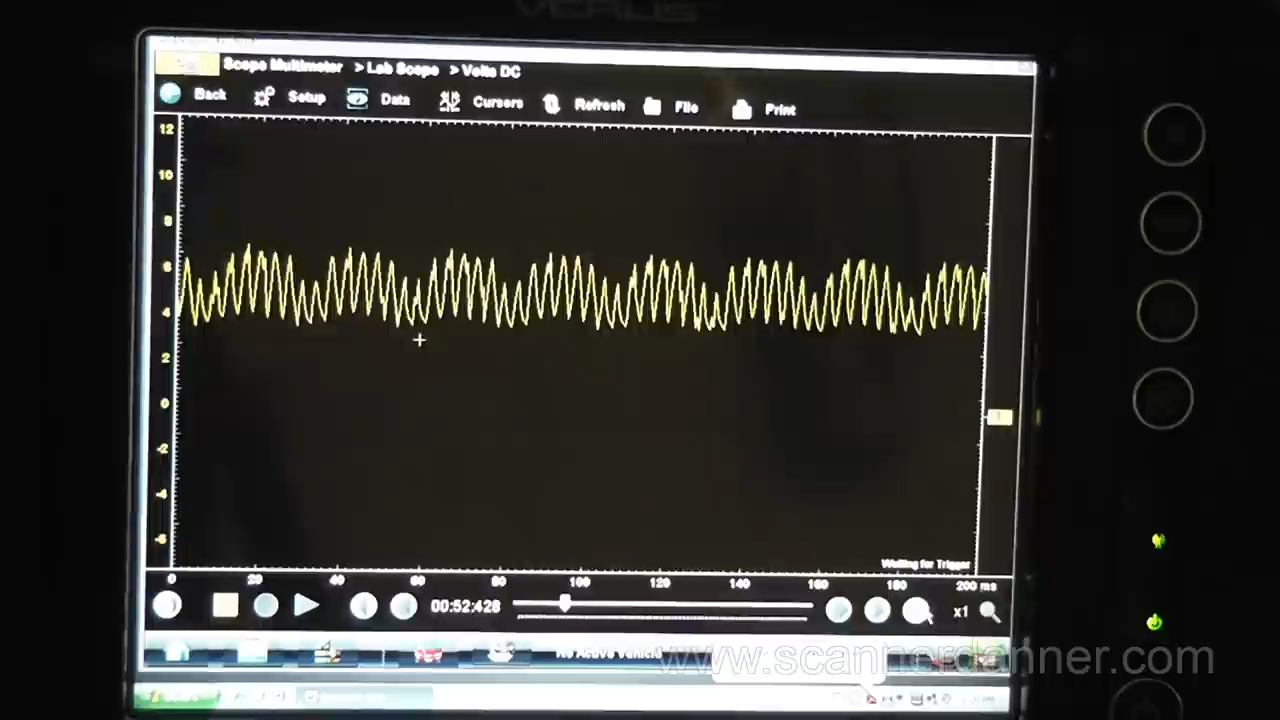 VERUS
Scope Multimeter > Lab Scope > Volts DC
Back Setup Data Cursors Refresh File Print
12
10
8
6
4
2
0
-2
-4
-6
1
Waiting for Trigger
0 20 40 60 80 100 120 140 160 180 200 ms
00:52:428 x1
No Active Vehicle
www.scannerdanner.com